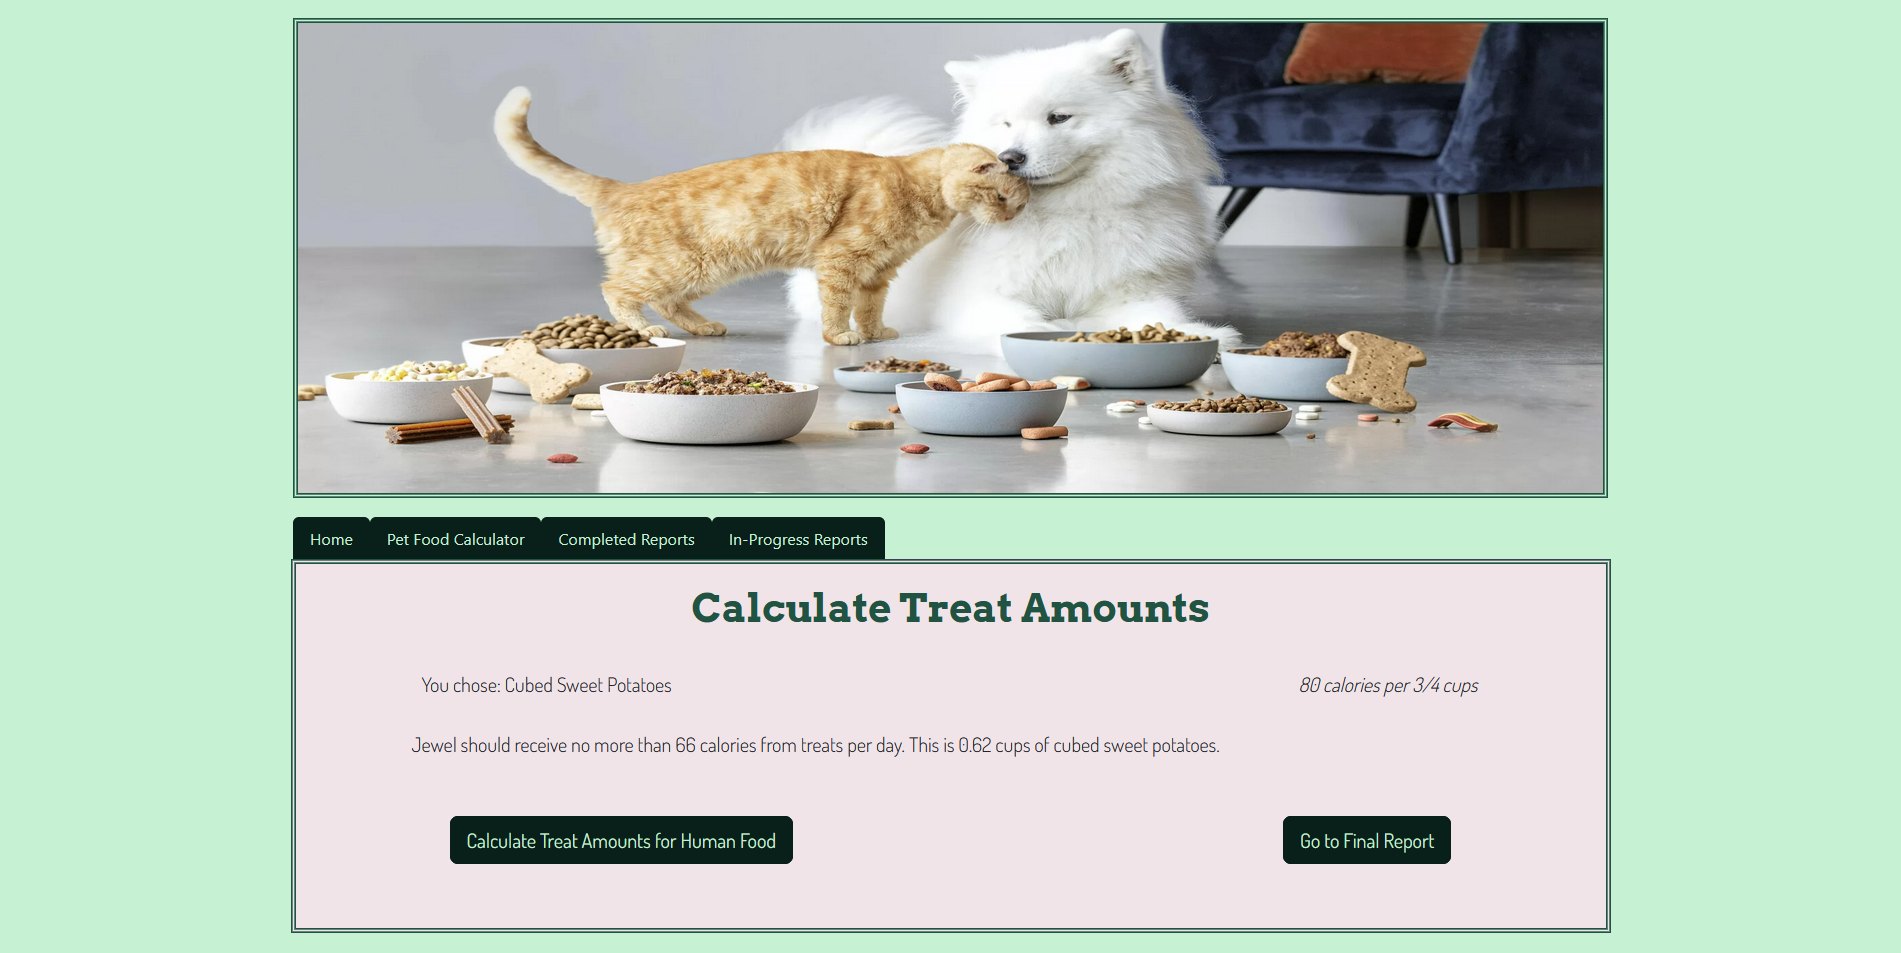 Home
Pet Food Calculator
Completed Reports
In-Progress Reports
Calculate Treat Amounts
You chose: Cubed Sweet Potatoes
80 calories per 3/4 cups
Jewel should receive no more than 66 calories from treats per day. This is 0.62 cups of cubed sweet potatoes.
Calculate Treat Amounts for Human Food
Go to Final Report